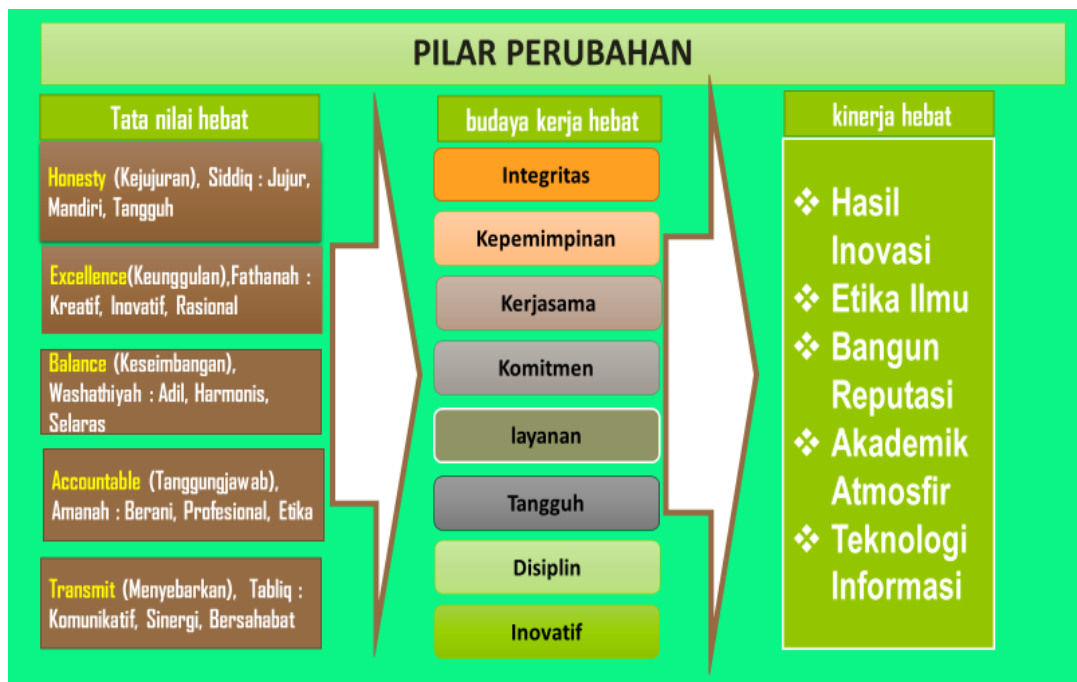 PILAR PERUBAHAN
Tata nilai hebat
Honesty (Kejujuran), Siddiq : Jujur,
Mandiri, Tangguh
Excellence(Keunggulan),Fathanah :
Kreatif, Inovatif, Rasional
Balance (Keseimbangan),
Washathiyah : Adil, Harmonis,
Selaras
Accountable (Tanggungjawab),
Amanah : Berani, Profesional, Etika
Transmit (Menyebarkan), Tabliq :
Komunikatif, Sinergi, Bersahabat
budaya kerja hebat
Integritas
Kepemimpinan
Kerjasama
Komitmen
layanan
Tangguh
Disiplin
Inovatif
kinerja hebat
❖ Hasil
Inovasi
❖ Etika Ilmu
❖ Bangun
Reputasi
❖ Akademik
Atmosfir
❖ Teknologi
Informasi